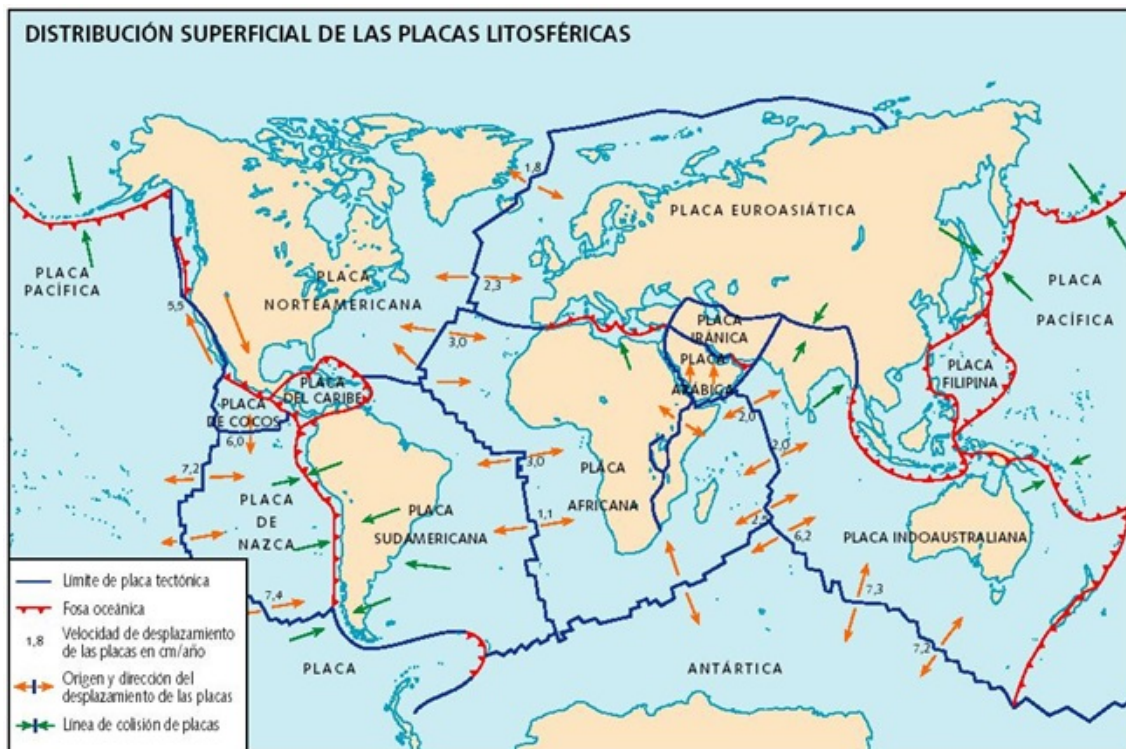 DISTRIBUCIÓN SUPERFICIAL DE LAS PLACAS LITOSFÉRICAS
1,8
PLACA EUROASIÁTICA
PLACA
PACÍFICA
PLACA
NORTEAMERICANA
2,3
PLACA
PACÍFICA
5,5
3,0
PLACA
IRÁNICA
PLACA
ARÁBICA
PLACA
FILIPINA
PLACA
DEL CARIBE
PLACA
DE COCOS
6,0
2,0
2,0
7,2
3,0
PLACA
AFRICANA
PLACA
DE
NAZCA
PLACA
SUDAMERICANA
1,1
2,5
6,2
PLACA INDOAUSTRALIANA
7,3
7,4
7,2
PLACA
ANTÁRTICA
Límite de placa tectónica
Fosa oceánica
1,8
Velocidad de desplazamiento
de las placas en cm/año
Origen y dirección del
desplazamiento de las placas
Línea de colisión de placas